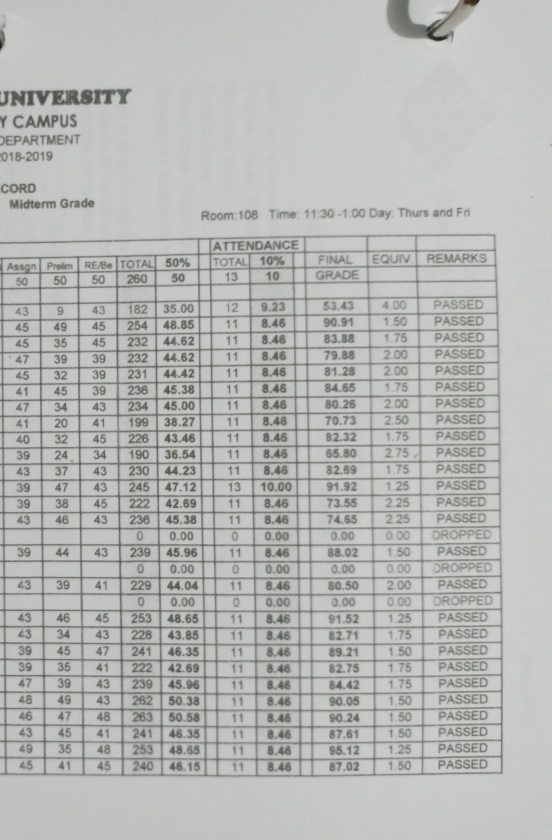 UNIVERSITY
Y CAMPUS
DEPARTMENT
2018-2019
CORD
Midterm Grade
Room:108 Time: 11:30 -1:00 Day: Thurs and Fri
ATTENDANCE
Assgn Prelim RE/Be TOTAL 50% TOTAL 10% FINAL EQUIV. REMARKS
50 50 50 260 50 13 10 GRADE
43 9 43 182 35.00 12 9.23 53.43 4.00 PASSED
45 49 45 254 48.85 11 8.46 90.91 1.50 PASSED
45 35 45 232 44.62 11 8.46 83.88 1.75 PASSED
47 39 39 232 44.62 11 8.46 79.88 2.00 PASSED
45 32 39 231 44.42 11 8.46 81.28 2.00 PASSED
41 45 39 236 45.38 11 8.46 84.65 1.75 PASSED
47 34 43 234 45.00 11 8.46 80.26 2.00 PASSED
41 20 41 199 38.27 11 8.46 70.73 2.50 PASSED
40 32 45 226 43.46 11 8.46 82.32 1.75 PASSED
39 24 34 190 36.54 11 8.46 65.80 2.75 PASSED
43 37 43 230 44.23 11 8.46 82.69 1.75 PASSED
39 47 43 245 47.12 13 10.00 91.92 1.25 PASSED
39 38 45 222 42.69 11 8.46 73.55 2.25 PASSED
43 46 43 236 45.38 11 8.46 74.65 2.25 PASSED
0 0.00 0 0.00 0.00 0.00 DROPPED
39 44 43 239 45.96 11 8.46 88.02 1.50 PASSED
0 0.00 0 0.00 0.00 0.00 DROPPED
43 39 41 229 44.04 11 8.46 80.50 2.00 PASSED
0 0.00 0 0.00 0.00 0.00 DROPPED
43 46 45 253 48.65 11 8.46 91.52 1.25 PASSED
43 34 43 228 43.85 11 8.46 82.71 1.75 PASSED
39 45 47 241 46.35 11 8.46 89.21 1.50 PASSED
39 35 41 222 42.69 11 8.46 82.75 1.75 PASSED
47 39 43 239 45.96 11 8.46 84.42 1.75 PASSED
48 49 43 262 50.38 11 8.46 90.05 1.50 PASSED
46 47 48 263 50.58 11 8.46 90.24 1.50 PASSED
43 45 41 241 46.35 11 8.46 87.61 1.50 PASSED
49 35 48 253 48.65 11 8.46 95.12 1.25 PASSED
45 41 45 240 46.15 11 8.46 87.02 1.50 PASSED